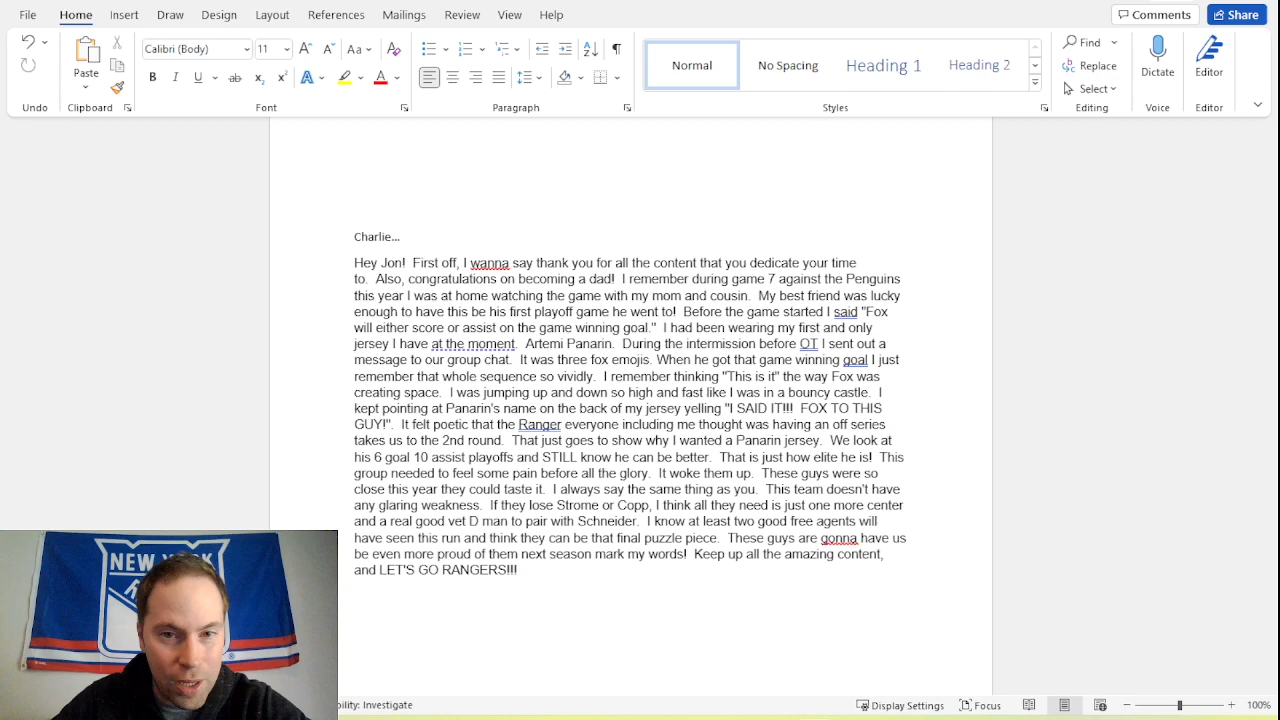 File Home Insert Draw Design Layout References Mailings Review View Help Comments Share
Calibri (Body) 11 Aa
Paste
Normal No Spacing Heading 1 Heading 2
Find
Replace
Select
Dictate Editor
Undo Clipboard Font Paragraph Styles Editing Voice Editor
Charlie...
Hey Jon! First off, I wanna say thank you for all the content that you dedicate your time
to. Also, congratulations on becoming a dad! I remember during game 7 against the Penguins
this year I was at home watching the game with my mom and cousin. My best friend was lucky
enough to have this be his first playoff game he went to! Before the game started I said "Fox
will either score or assist on the game winning goal." I had been wearing my first and only
jersey I have at the moment. Artemi Panarin. During the intermission before OT I sent out a
message to our group chat. It was three fox emojis. When he got that game winning goal I just
remember that whole sequence so vividly. I remember thinking "This is it" the way Fox was
creating space. I was jumping up and down so high and fast like I was in a bouncy castle. I
kept pointing at Panarin's name on the back of my jersey yelling "I SAID IT!!! FOX TO THIS
GUY!". It felt poetic that the Ranger everyone including me thought was having an off series
takes us to the 2nd round. That just goes to show why I wanted a Panarin jersey. We look at
his 6 goal 10 assist playoffs and STILL know he can be better. That is just how elite he is! This
group needed to feel some pain before all the glory. It woke them up. These guys were so
close this year they could taste it. I always say the same thing as you. This team doesn't have
any glaring weakness. If they lose Strome or Copp, I think all they need is just one more center
and a real good vet D man to pair with Schneider. I know at least two good free agents will
have seen this run and think they can be that final puzzle piece. These guys are gonna have us
be even more proud of them next season mark my words! Keep up all the amazing content,
and LET'S GO RANGERS!!!
NEW YORK
bility: Investigate Display Settings Focus 100%